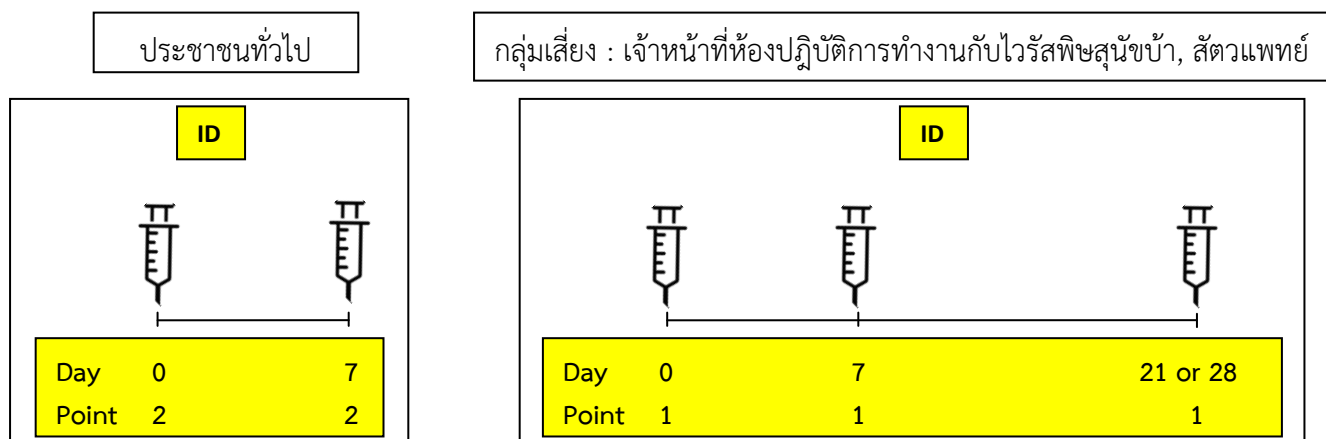 ประชาชนทั่วไป
ID
Day 0 7
Point 2 2
กลุ่มเสี่ยง : เจ้าหน้าที่ห้องปฏิบัติการทำงานกับไวรัสพิษสุนัขบ้า, สัตวแพทย์
ID
Day 0 7 21 or 28
Point 1 1 1